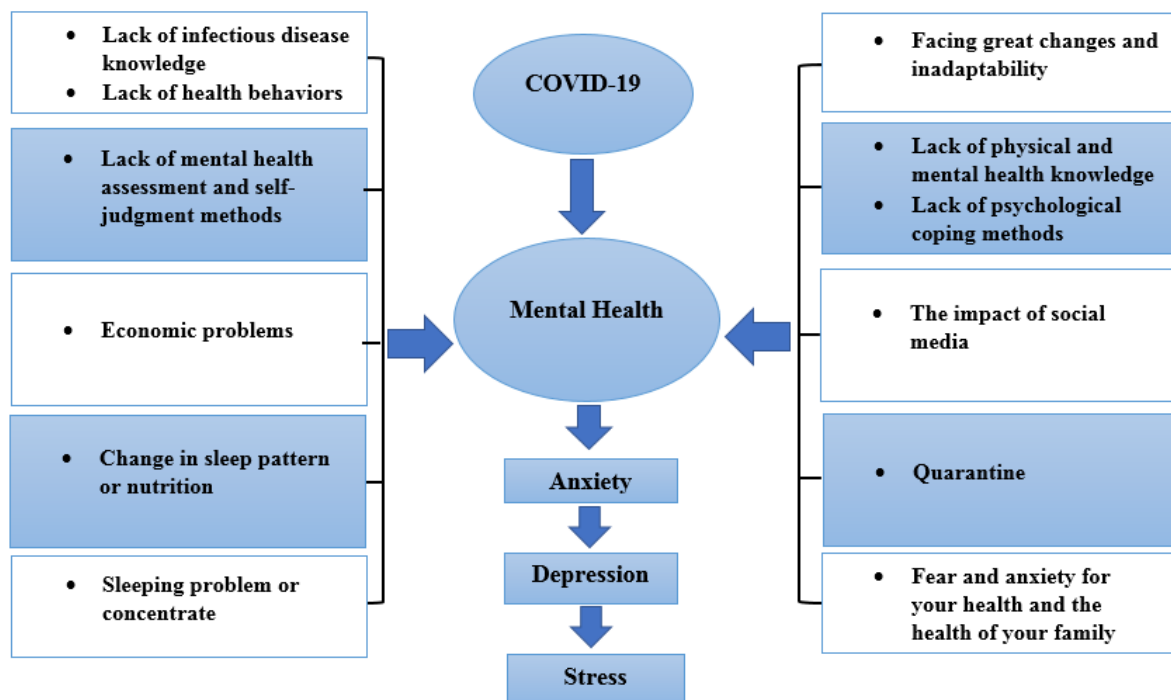 • Lack of infectious disease
knowledge
• Lack of health behaviors
• Lack of mental health
assessment and self-
judgment methods
• Economic problems
• Change in sleep pattern
or nutrition
• Sleeping problem or
concentrate
COVID-19
Mental Health
Anxiety
Depression
Stress
• Facing great changes and
inadaptability
• Lack of physical and
mental health knowledge
• Lack of psychological
coping methods
• The impact of social
media
• Quarantine
• Fear and anxiety for
your health and the
health of your family